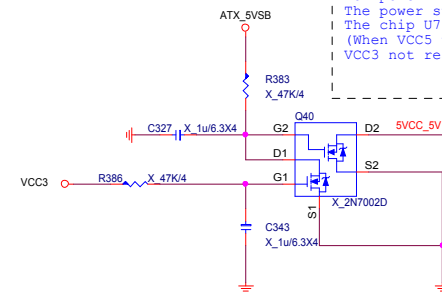 ATX_5VSB
The power s
The chip U7
(When VCC5
VCC3 not re
R383
X_47K/4
Q40
C327
X_1u/6.3X4
G2
D2
5VCC_5V
D1
S2
VCC3
R386
X_47K/4
G1
X_2N7002D
S1
C343
X_1u/6.3X4